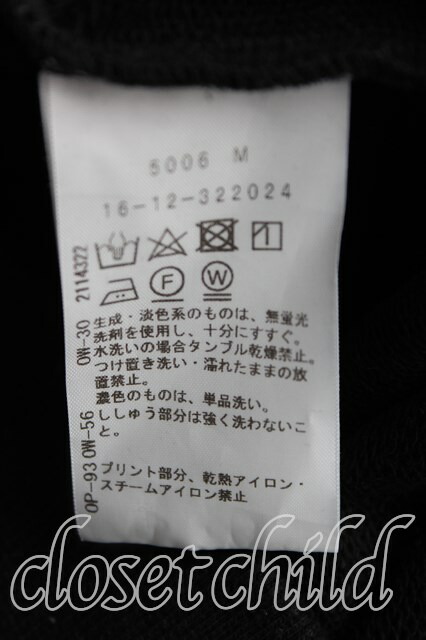 5006 M
16-12-322024
2114322
F
W
OW-30
生成・淡色系のものは、無蛍光
洗剤を使用し、十分にすすぐ。
水洗いの場合タンブル乾燥禁止。
つけ置き洗い・濡れたままの放
置禁止。
濃色のものは、単品洗い。
ししゅう部分は強く洗わないこ
と。
OP-93 OW-56
プリント部分、乾熱アイロン・
スチームアイロン禁止
closetchild